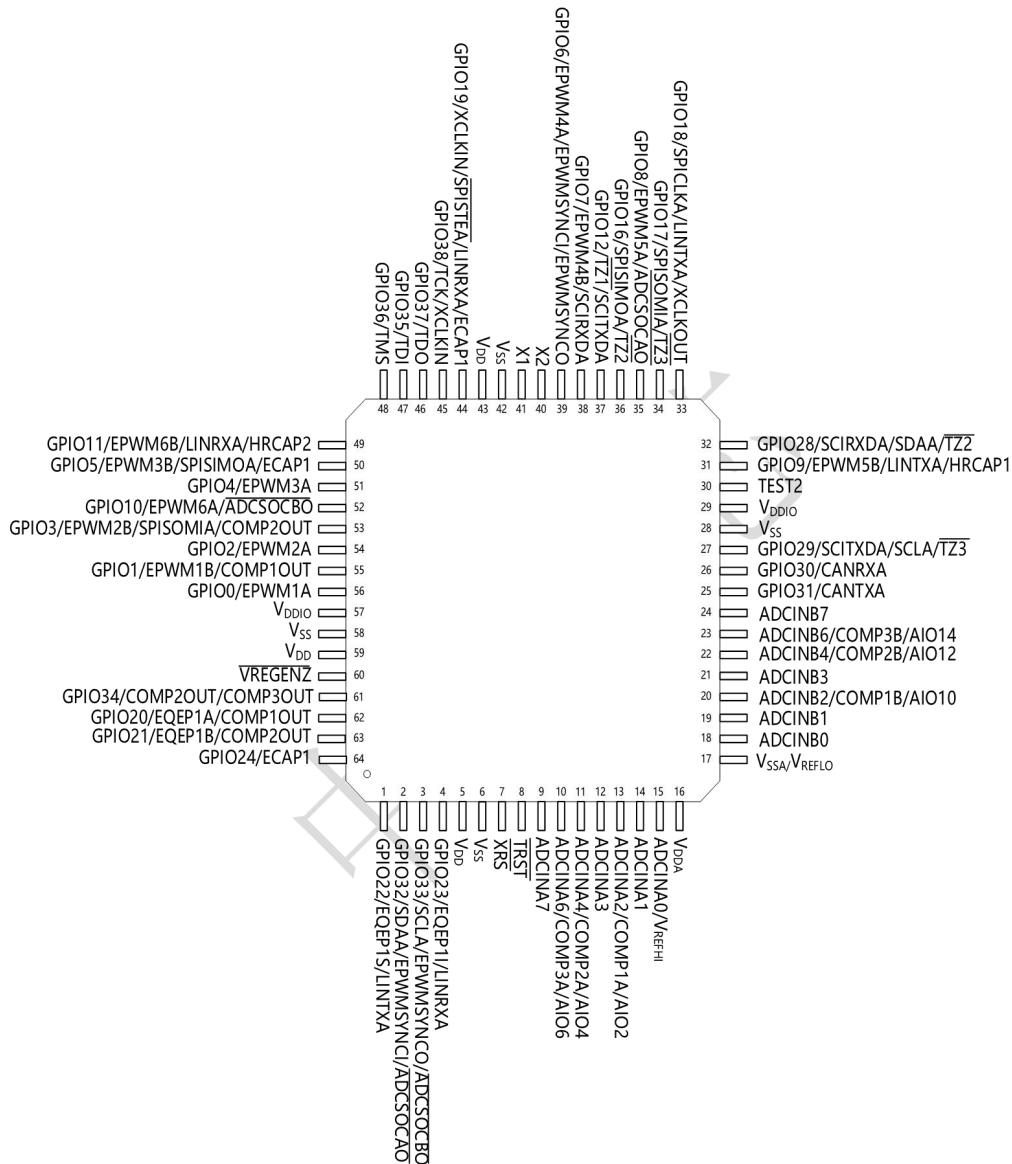 GPIO36/TMS
GPIO35/TDI
GPIO37/TDO
GPIO38/TCK/XCLKIN
GPIO19/XCLKIN/SPISTEA/LINRXA/ECAP1
VDD
VSS
X1
X2
GPIO6/EPWM4A/EPWMSYNCI/EPWMSYNCO
GPIO7/EPWM4B/SCIRXDA
GPIO12/TZ1/SCITXDA
GPIO16/SPISIMOA/TZ2
GPIO8/EPWM5A/ADCSOCAO
GPIO17/SPISOMIA/TZ3
GPIO18/SPICLKA/LINTXA/XCLKOUT
48 47 46 45 44 43 42 41 40 39 38 37 36 35 34 33
GPIO11/EPWM6B/LINRXA/HRCAP2 49
GPIO5/EPWM3B/SPISIMOA/ECAP1 50
GPIO4/EPWM3A 51
GPIO10/EPWM6A/ADCSOCBO 52
GPIO3/EPWM2B/SPISOMIA/COMP2OUT 53
GPIO2/EPWM2A 54
GPIO1/EPWM1B/COMP1OUT 55
GPIO0/EPWM1A 56
VDDIO 57
VSS 58
VDD 59
VREGENZ 60
GPIO34/COMP2OUT/COMP3OUT 61
GPIO20/EQEP1A/COMP1OUT 62
GPIO21/EQEP1B/COMP2OUT 63
GPIO24/ECAP1 64
32 GPIO28/SCIRXDA/SDAA/TZ2
31 GPIO9/EPWM5B/LINTXA/HRCAP1
30 TEST2
29 VDDIO
28 VSS
27 GPIO29/SCITXDA/SCLA/TZ3
26 GPIO30/CANRXA
25 GPIO31/CANTXA
24 ADCINB7
23 ADCINB6/COMP3B/AIO14
22 ADCINB4/COMP2B/AIO12
21 ADCINB3
20 ADCINB2/COMP1B/AIO10
19 ADCINB1
18 ADCINB0
17 VSSA/VREFLO
1 2 3 4 5 6 7 8 9 10 11 12 13 14 15 16
GPIO22/EQEP1S/LINTXA
GPIO32/SDAA/EPWMSYNCI/ADCSOCAO
GPIO33/SCLA/EPWMSYNCO/ADCSOCBO
GPIO23/EQEP1I/LINRXA
VDD
VSS
XRS
TRST
ADCINA7
ADCINA6/COMP3A/AIO6
ADCINA4/COMP2A/AIO4
ADCINA3
ADCINA2/COMP1A/AIO2
ADCINA1
ADCINA0/VREFHI
VDDA